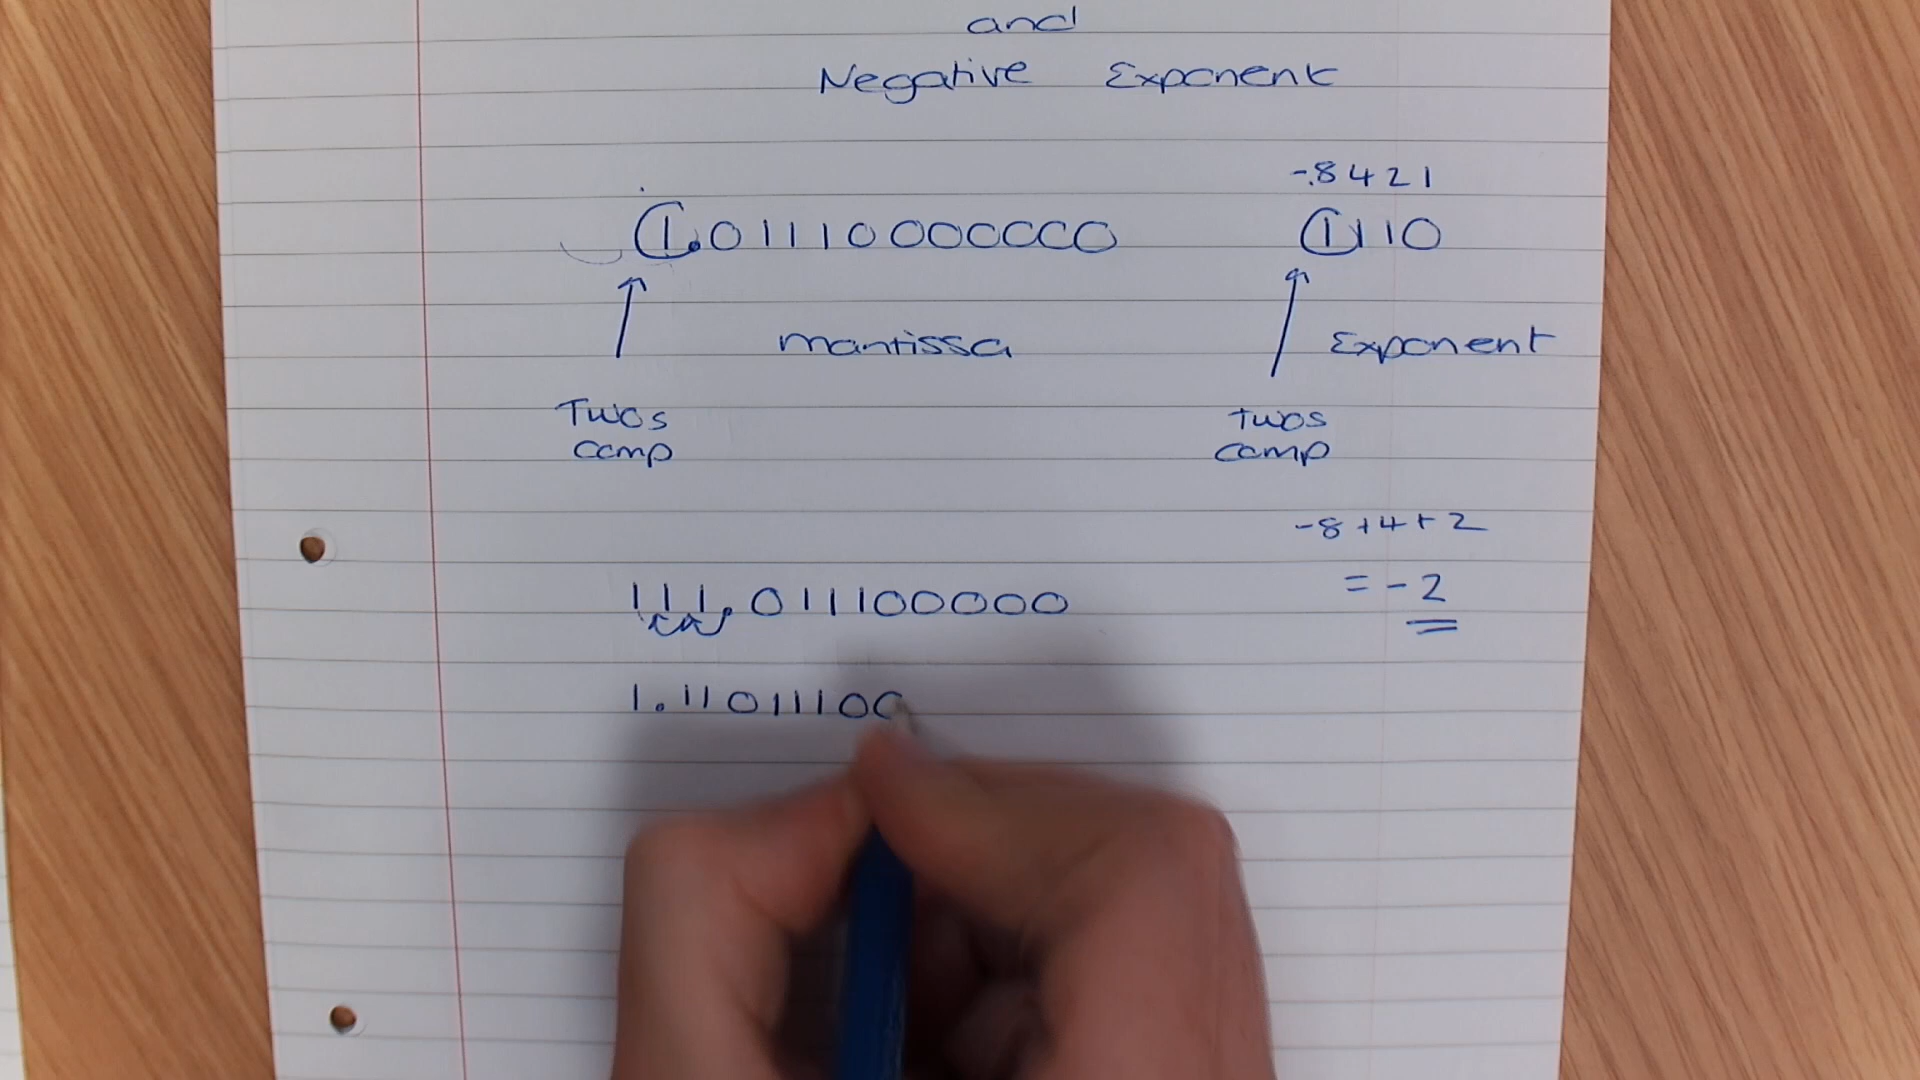 and
Negative Exponent
-8 4 2 1
1.01110000000 1110
mantissa Exponent
Twos twos
comp comp
-8+4+2
111.011100000 = -2
1.11011100